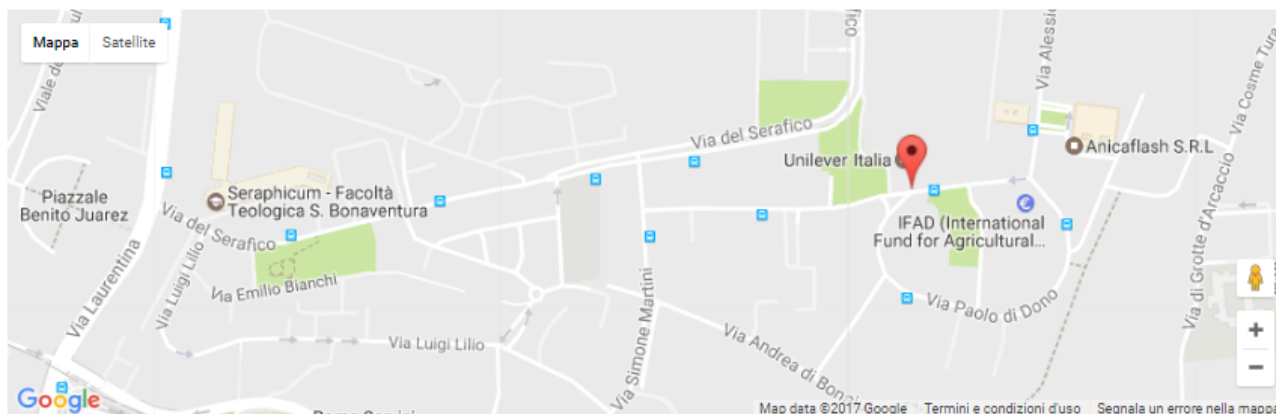 Mappa
Satellite
Viale de
fico
Via Alessi
Via Cosme Tura
Via del Serafico
Unilever Italia
Anicaflash S.R.L
Piazzale
Benito Juarez
Seraphicum - Facoltà
Teologica S. Bonaventura
Via del Serafico
IFAD (International
Fund for Agricultural...
Via di Grotte d'Arcaccio
Via Laurentina
Via Luigi Lilio
Via Emilio Bianchi
Via Simone Martini
Via Paolo di Dono
Via Andrea di Bona
Via Luigi Lilio
+
−
Google
Map data ©2017 Google
Termini e condizioni d'uso
Segnala un errore nella mappa